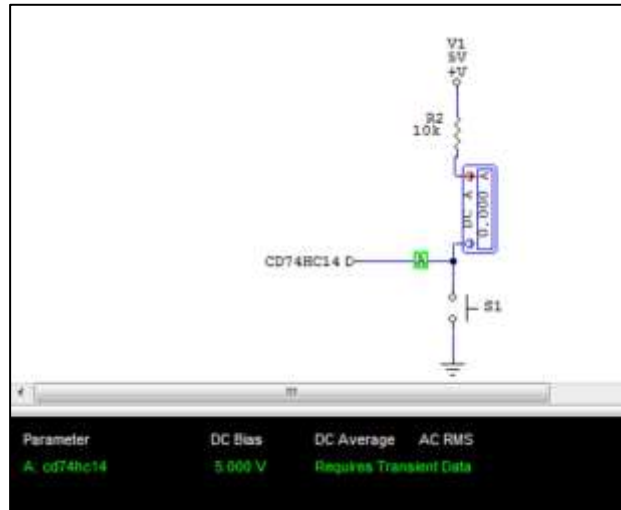 V1
5V
+V
R2
10k
DC A
0.000 A
CD74HC14 D
A
S1
Parameter DC Bias DC Average AC RMS
A: cd74hc14 5.000 V Requires Transient Data